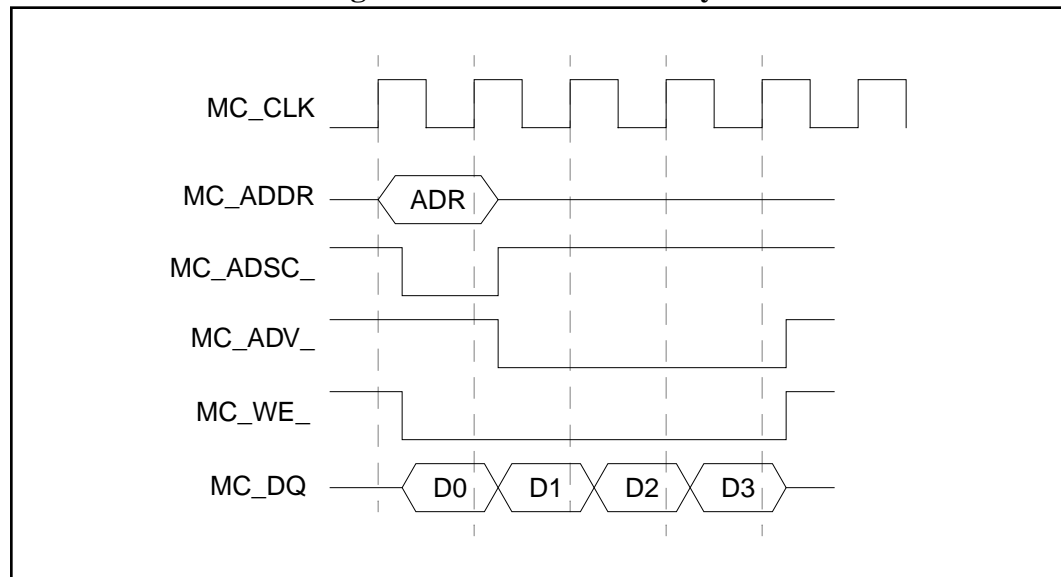 MC_CLK
MC_ADDR ADR
MC_ADSC_
MC_ADV_
MC_WE_
MC_DQ D0 D1 D2 D3